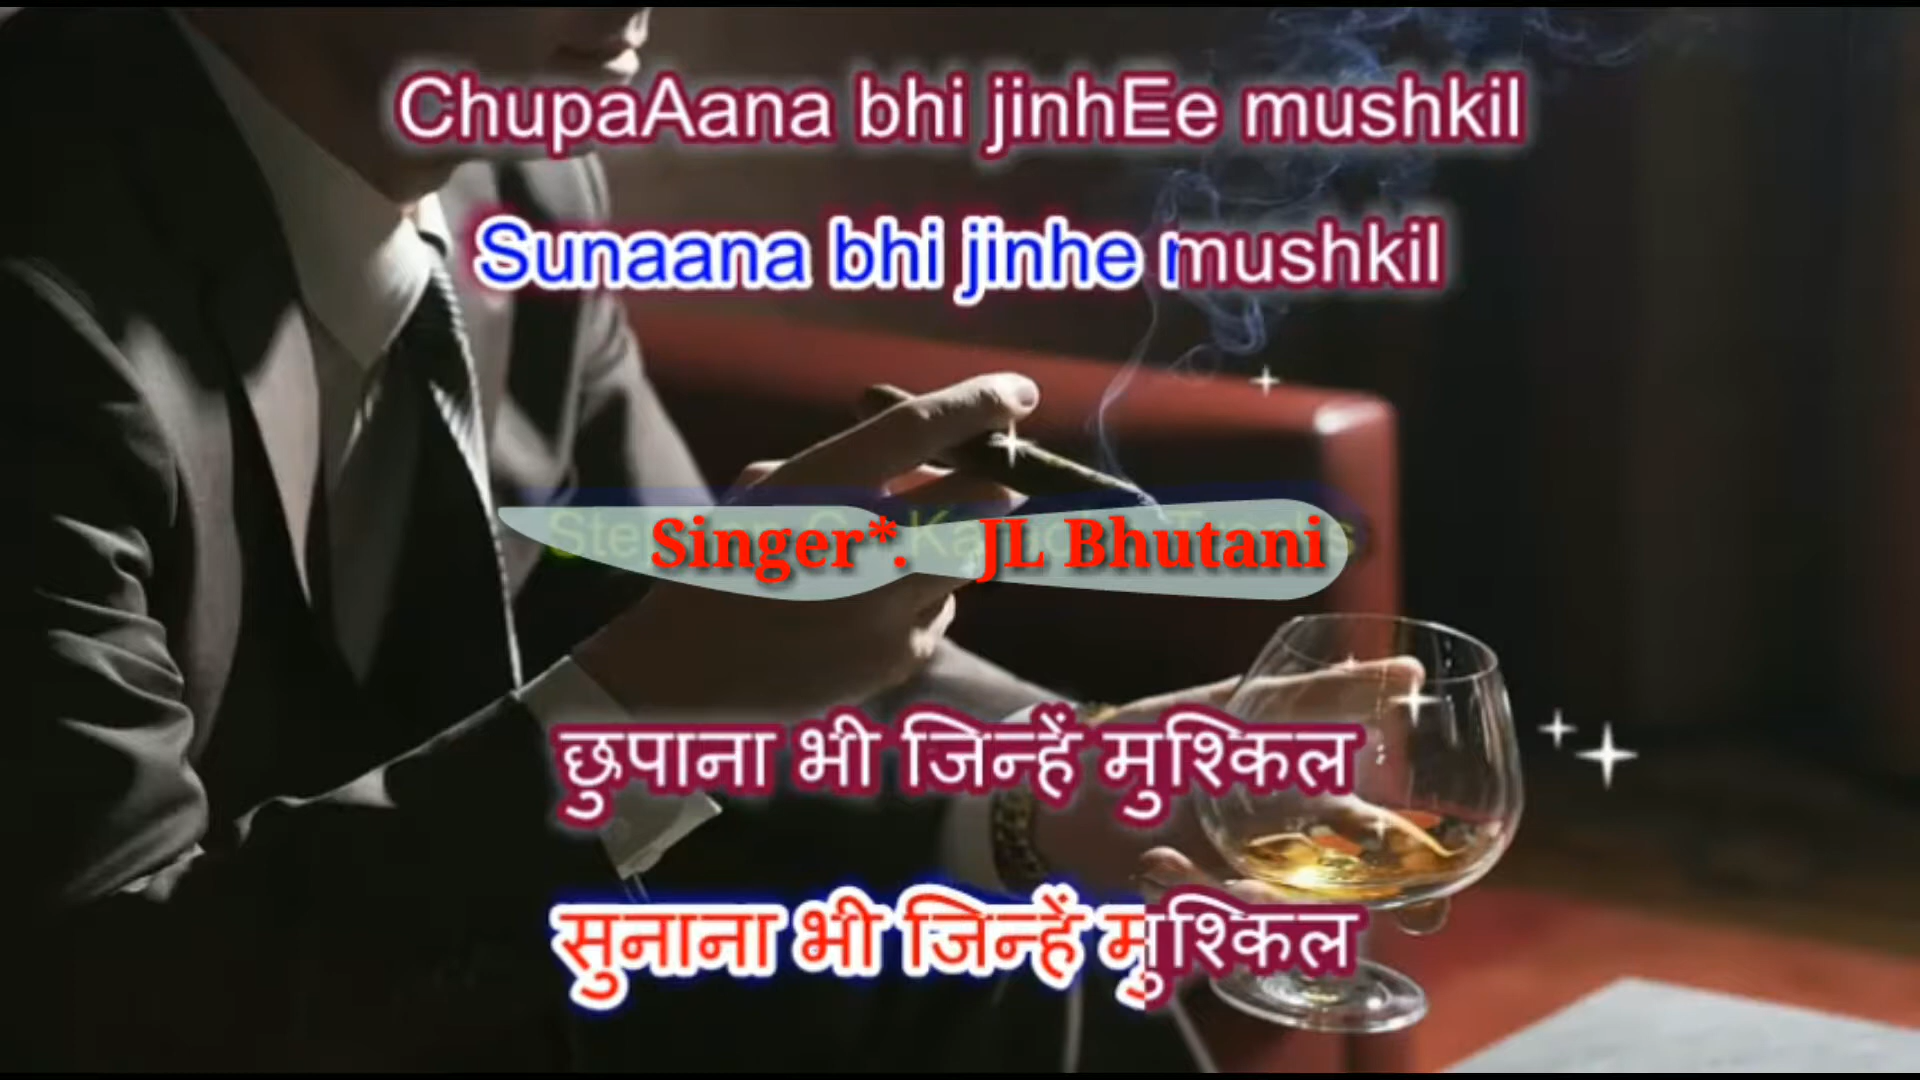 ChupaAana bhi jinhEe mushkil
Sunaana bhi jinhe mushkil
Singer*. JL Bhutani
छुपाना भी जिन्हें मुश्किल
सुनाना भी जिन्हें मुश्किल